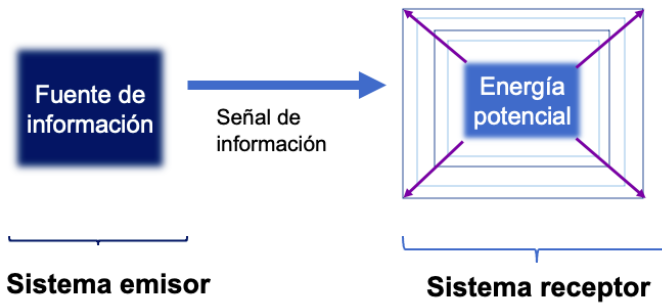 Fuente de
información
Señal de
información
Energía
potencial
Sistema emisor
Sistema receptor